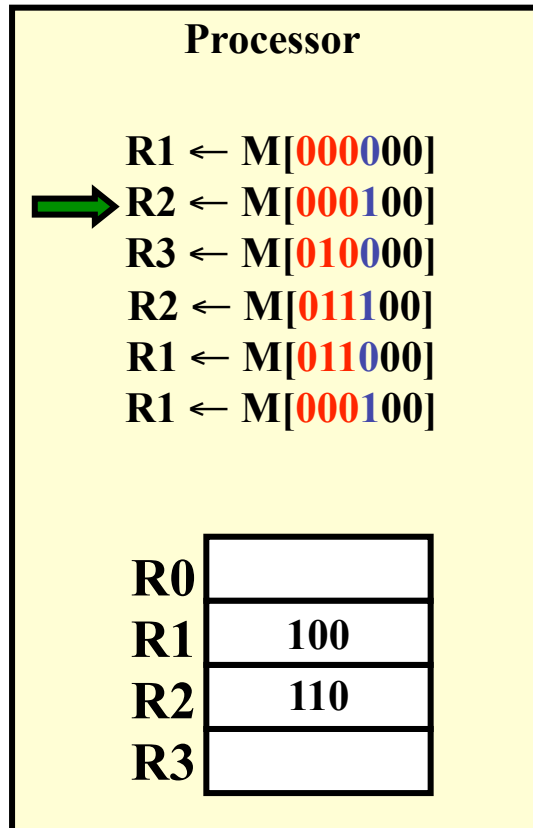 Processor
R1 ← M[000000]
R2 ← M[000100]
R3 ← M[010000]
R2 ← M[011100]
R1 ← M[011000]
R1 ← M[000100]
R0
R1 100
R2 110
R3